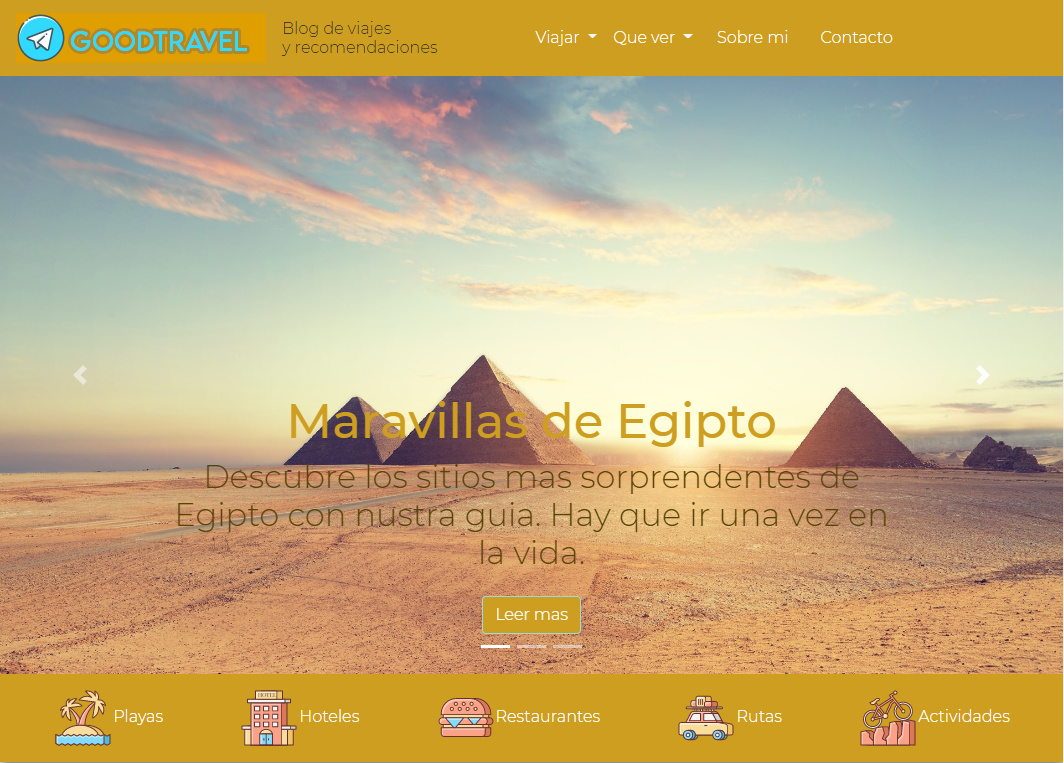 GOODTRAVEL
Blog de viajes
y recomendaciones
Viajar
Que ver
Sobre mi
Contacto
Maravillas de Egipto
Descubre los sitios mas sorprendentes de
Egipto con nustra guia. Hay que ir una vez en
la vida.
Leer mas
HOTEL
Playas
Hoteles
Restaurantes
Rutas
Actividades